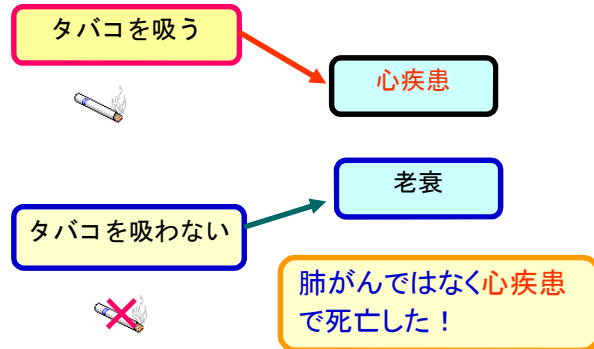 タバコを吸う
心疾患
老衰
タバコを吸わない
肺がんではなく心疾患
で死亡した！